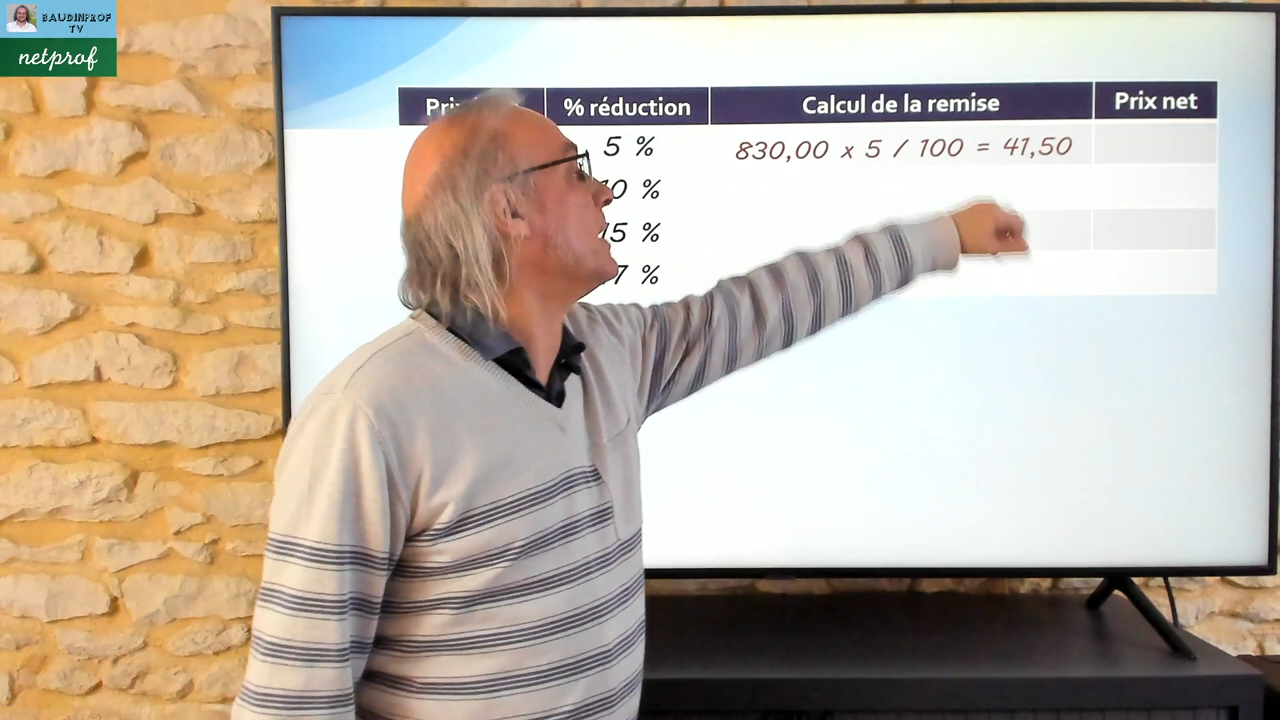 BAUDINPROF
TV
netprof
% réduction Calcul de la remise Prix net
5 % 830,00 x 5 / 100 = 41,50
%
%
%